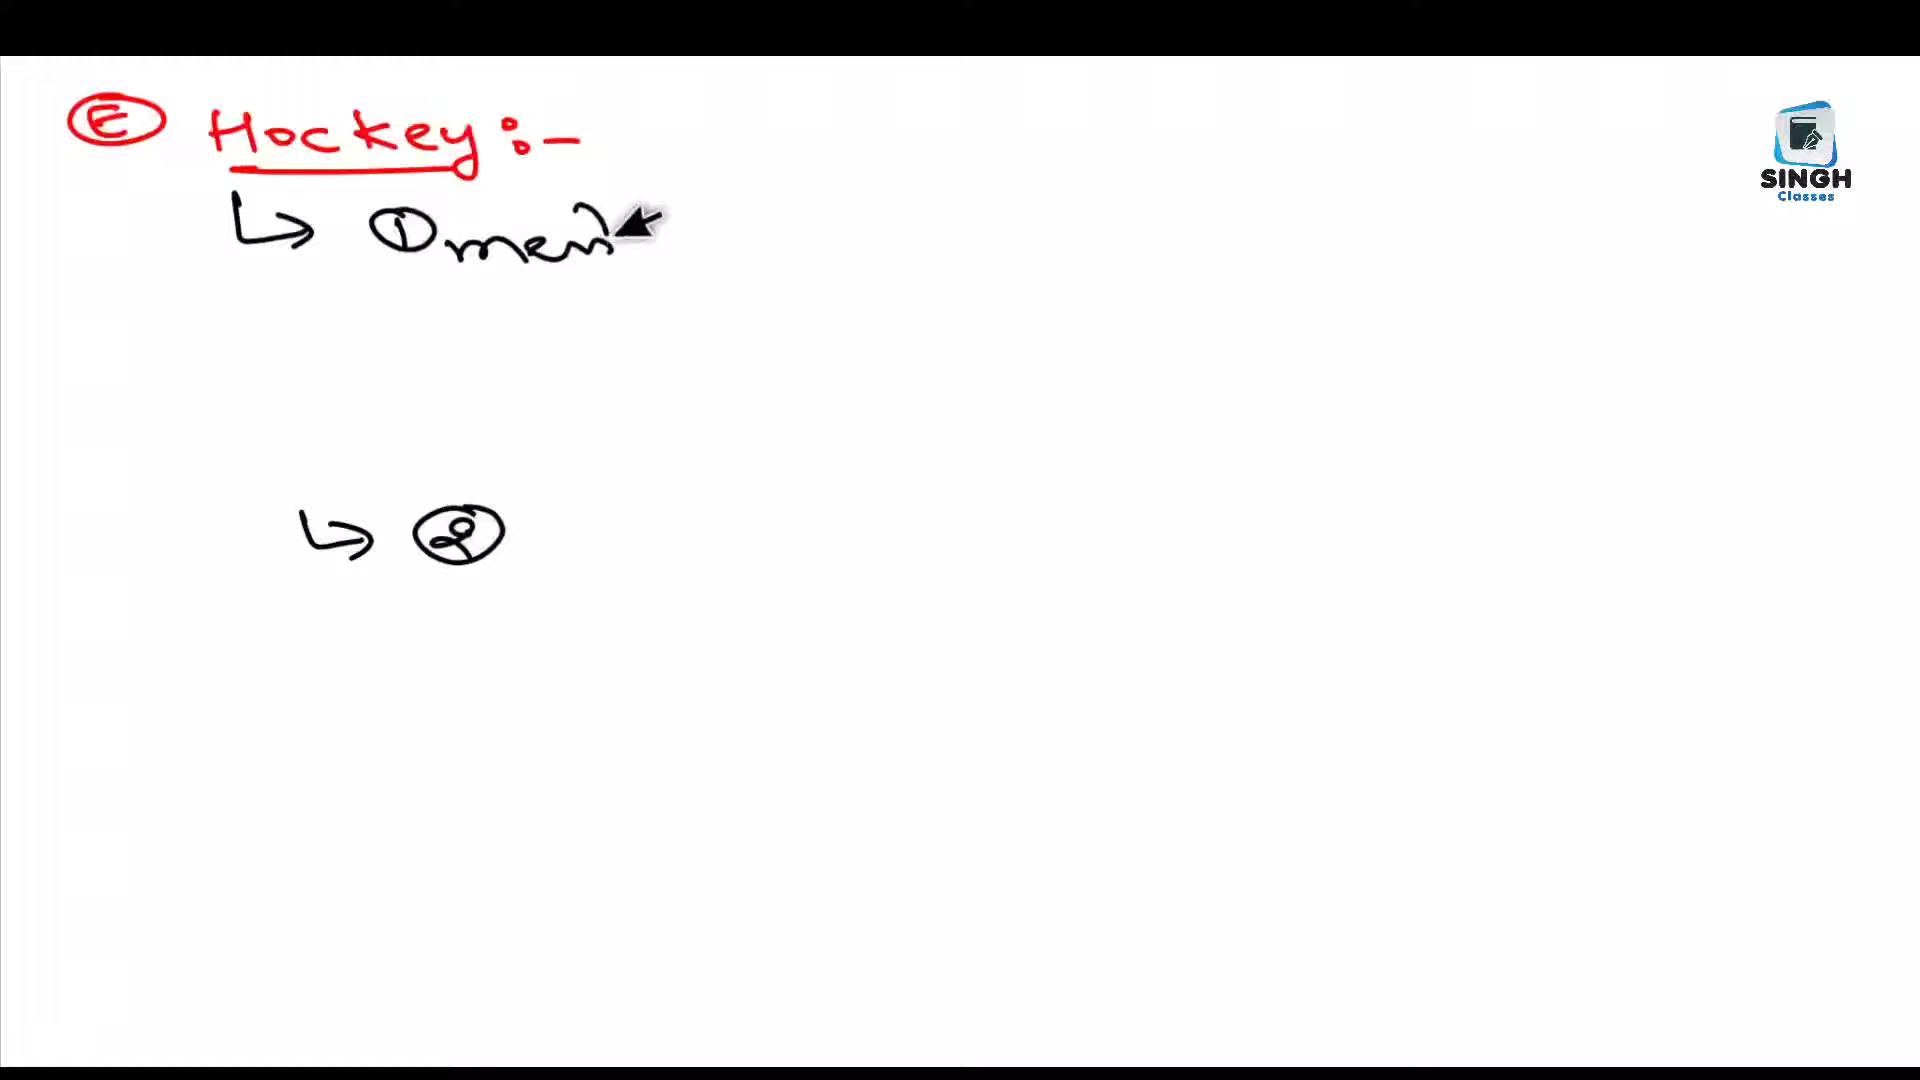 Ⓔ Hockey :-
↳ ① men
↳ ②
SINGH
Classes